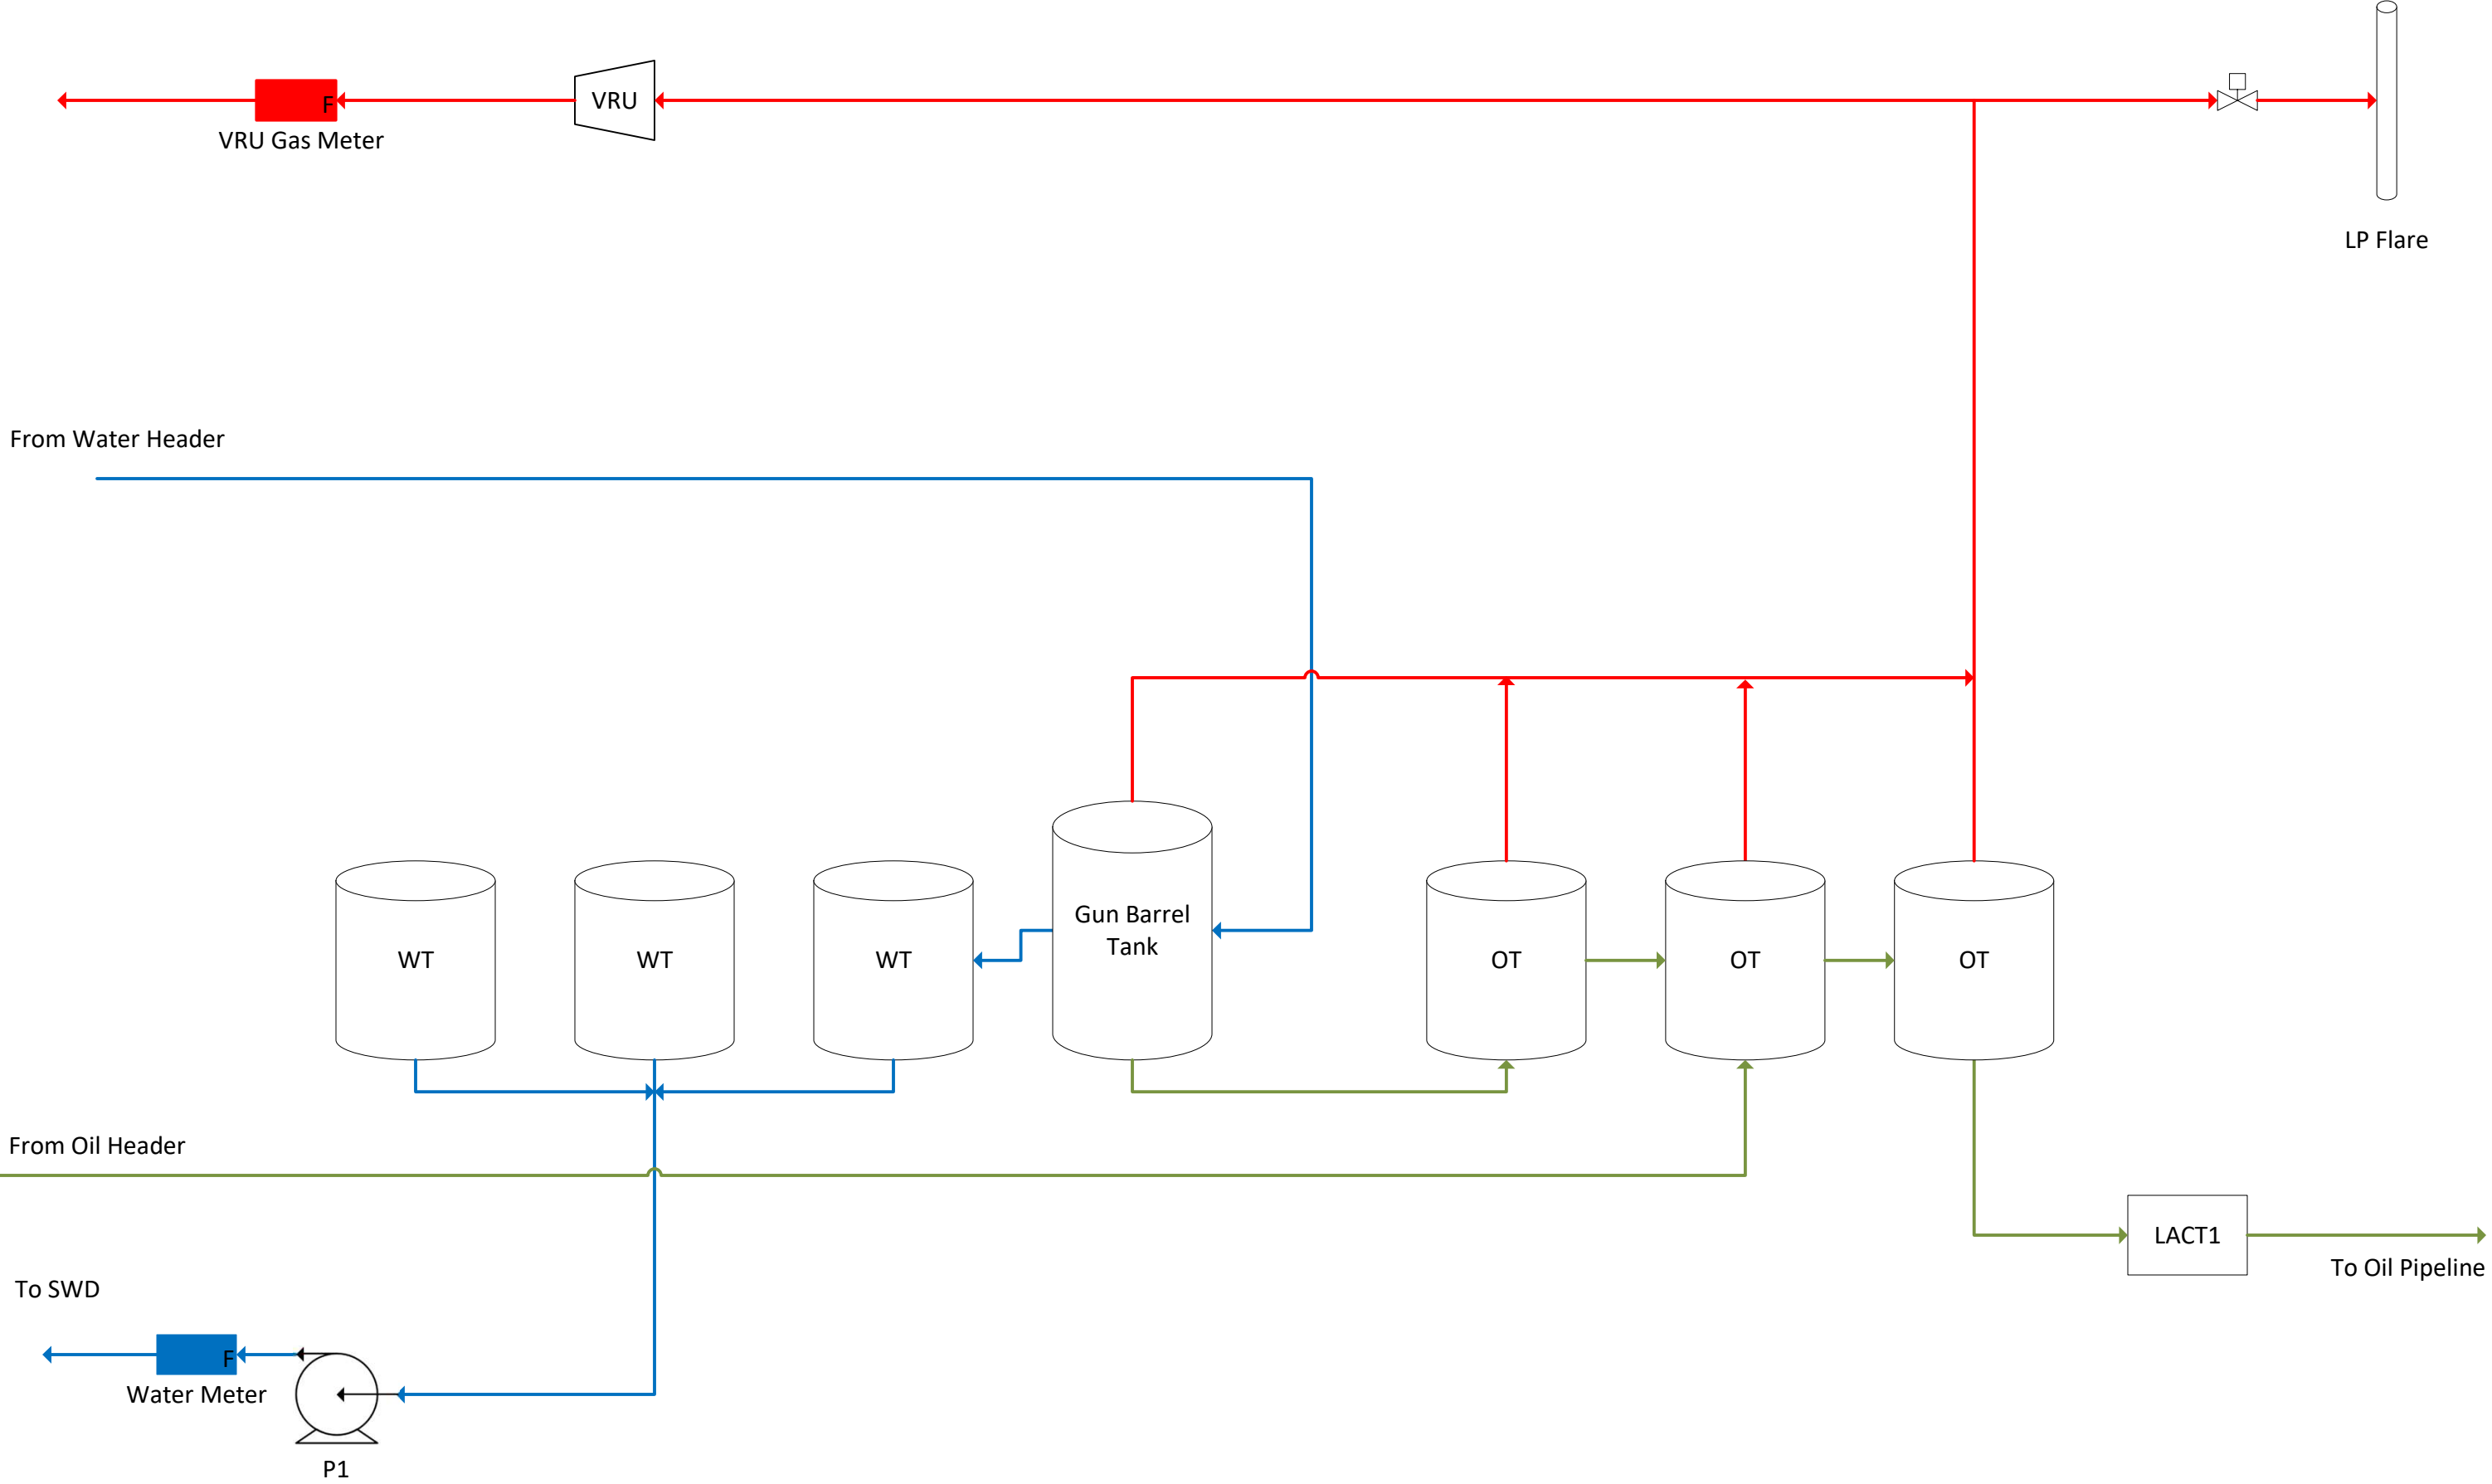 VRU
F
VRU Gas Meter
LP Flare
From Water Header
Gun Barrel
Tank
WT
WT
WT
OT
OT
OT
From Oil Header
LACT1
To Oil Pipeline
To SWD
F
Water Meter
P1